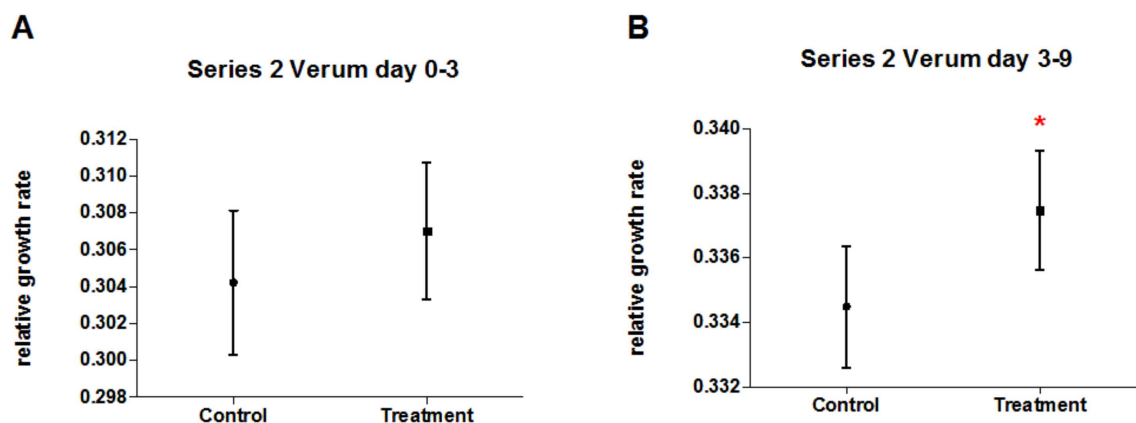 A
Series 2 Verum day 0-3
relative growth rate
0.312
0.310
0.308
0.306
0.304
0.302
0.300
0.298
Control
Treatment
B
Series 2 Verum day 3-9
relative growth rate
0.340
0.338
0.336
0.334
0.332
*
Control
Treatment